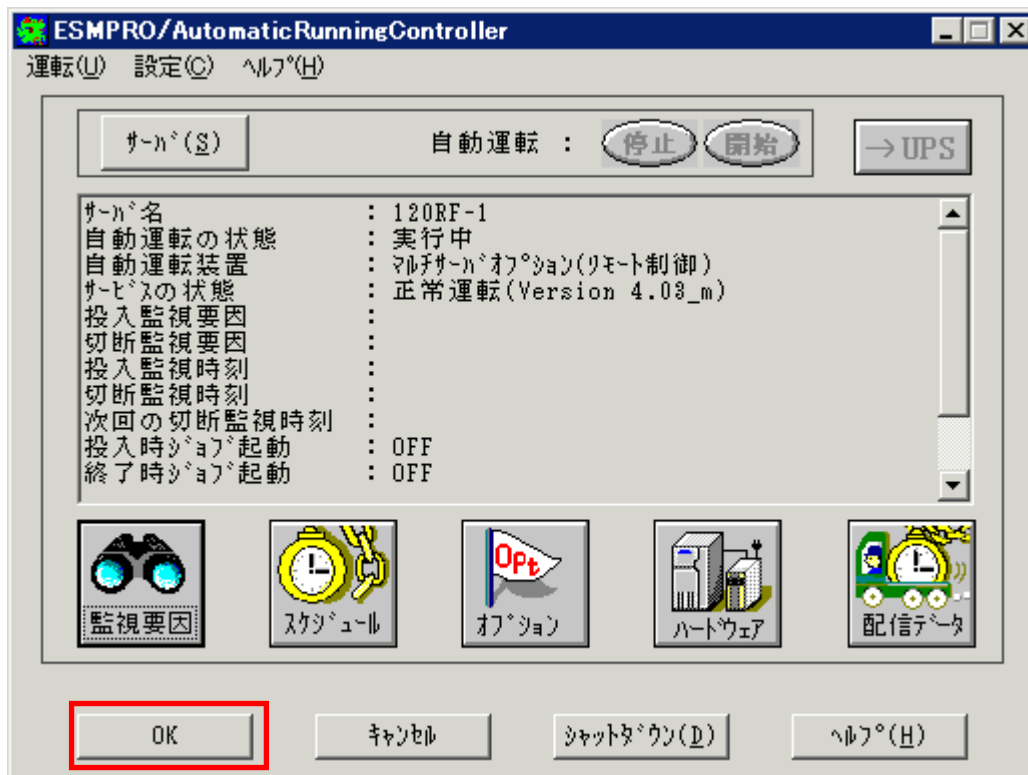 ESMPRO/AutomaticRunningController
運転(U) 設定(C) ﾍﾙﾌﾟ(H)
ｻｰﾊﾞ(S) 自動運転 : 停止 開始 →UPS
ｻｰﾊﾞ名 : 120RF-1
自動運転の状態 : 実行中
自動運転装置 : ﾏﾙﾁｻｰﾊﾞｵﾌﾟｼｮﾝ(ﾘﾓｰﾄ制御)
ｻｰﾋﾞｽの状態 : 正常運転(Version 4.03_m)
投入監視要因 :
切断監視要因 :
投入監視時刻 :
切断監視時刻 :
次回の切断監視時刻 :
投入時ｼﾞｮﾌﾞ起動 : OFF
終了時ｼﾞｮﾌﾞ起動 : OFF
Opt
監視要因 ｽｹｼﾞｭｰﾙ ｵﾌﾟｼｮﾝ ﾊｰﾄﾞｳｪｱ 配信ﾃﾞｰﾀ
OK ｷｬﾝｾﾙ ｼｬｯﾄﾀﾞｳﾝ(D) ﾍﾙﾌﾟ(H)